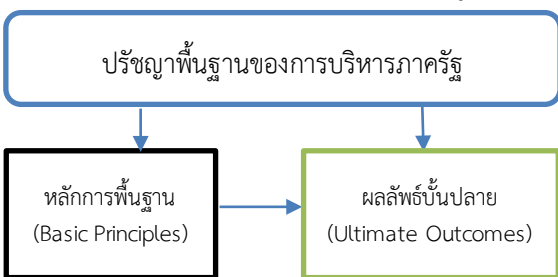 ปรัชญาพื้นฐานของการบริหารภาครัฐ
หลักการพื้นฐาน
(Basic Principles)
ผลลัพธ์บั้นปลาย
(Ultimate Outcomes)